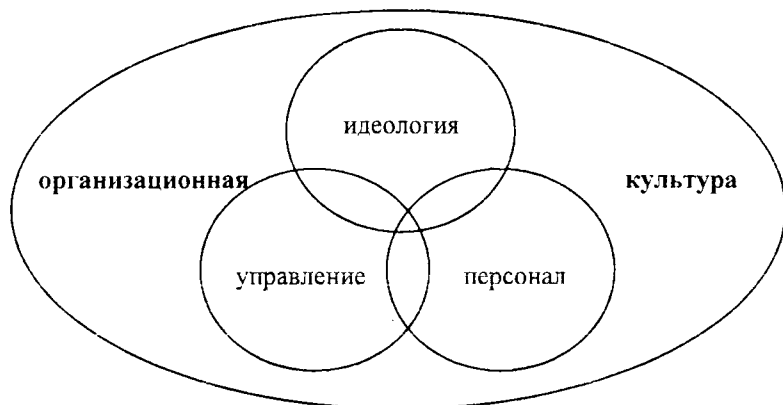 идеология
организационная культура
управление персонал